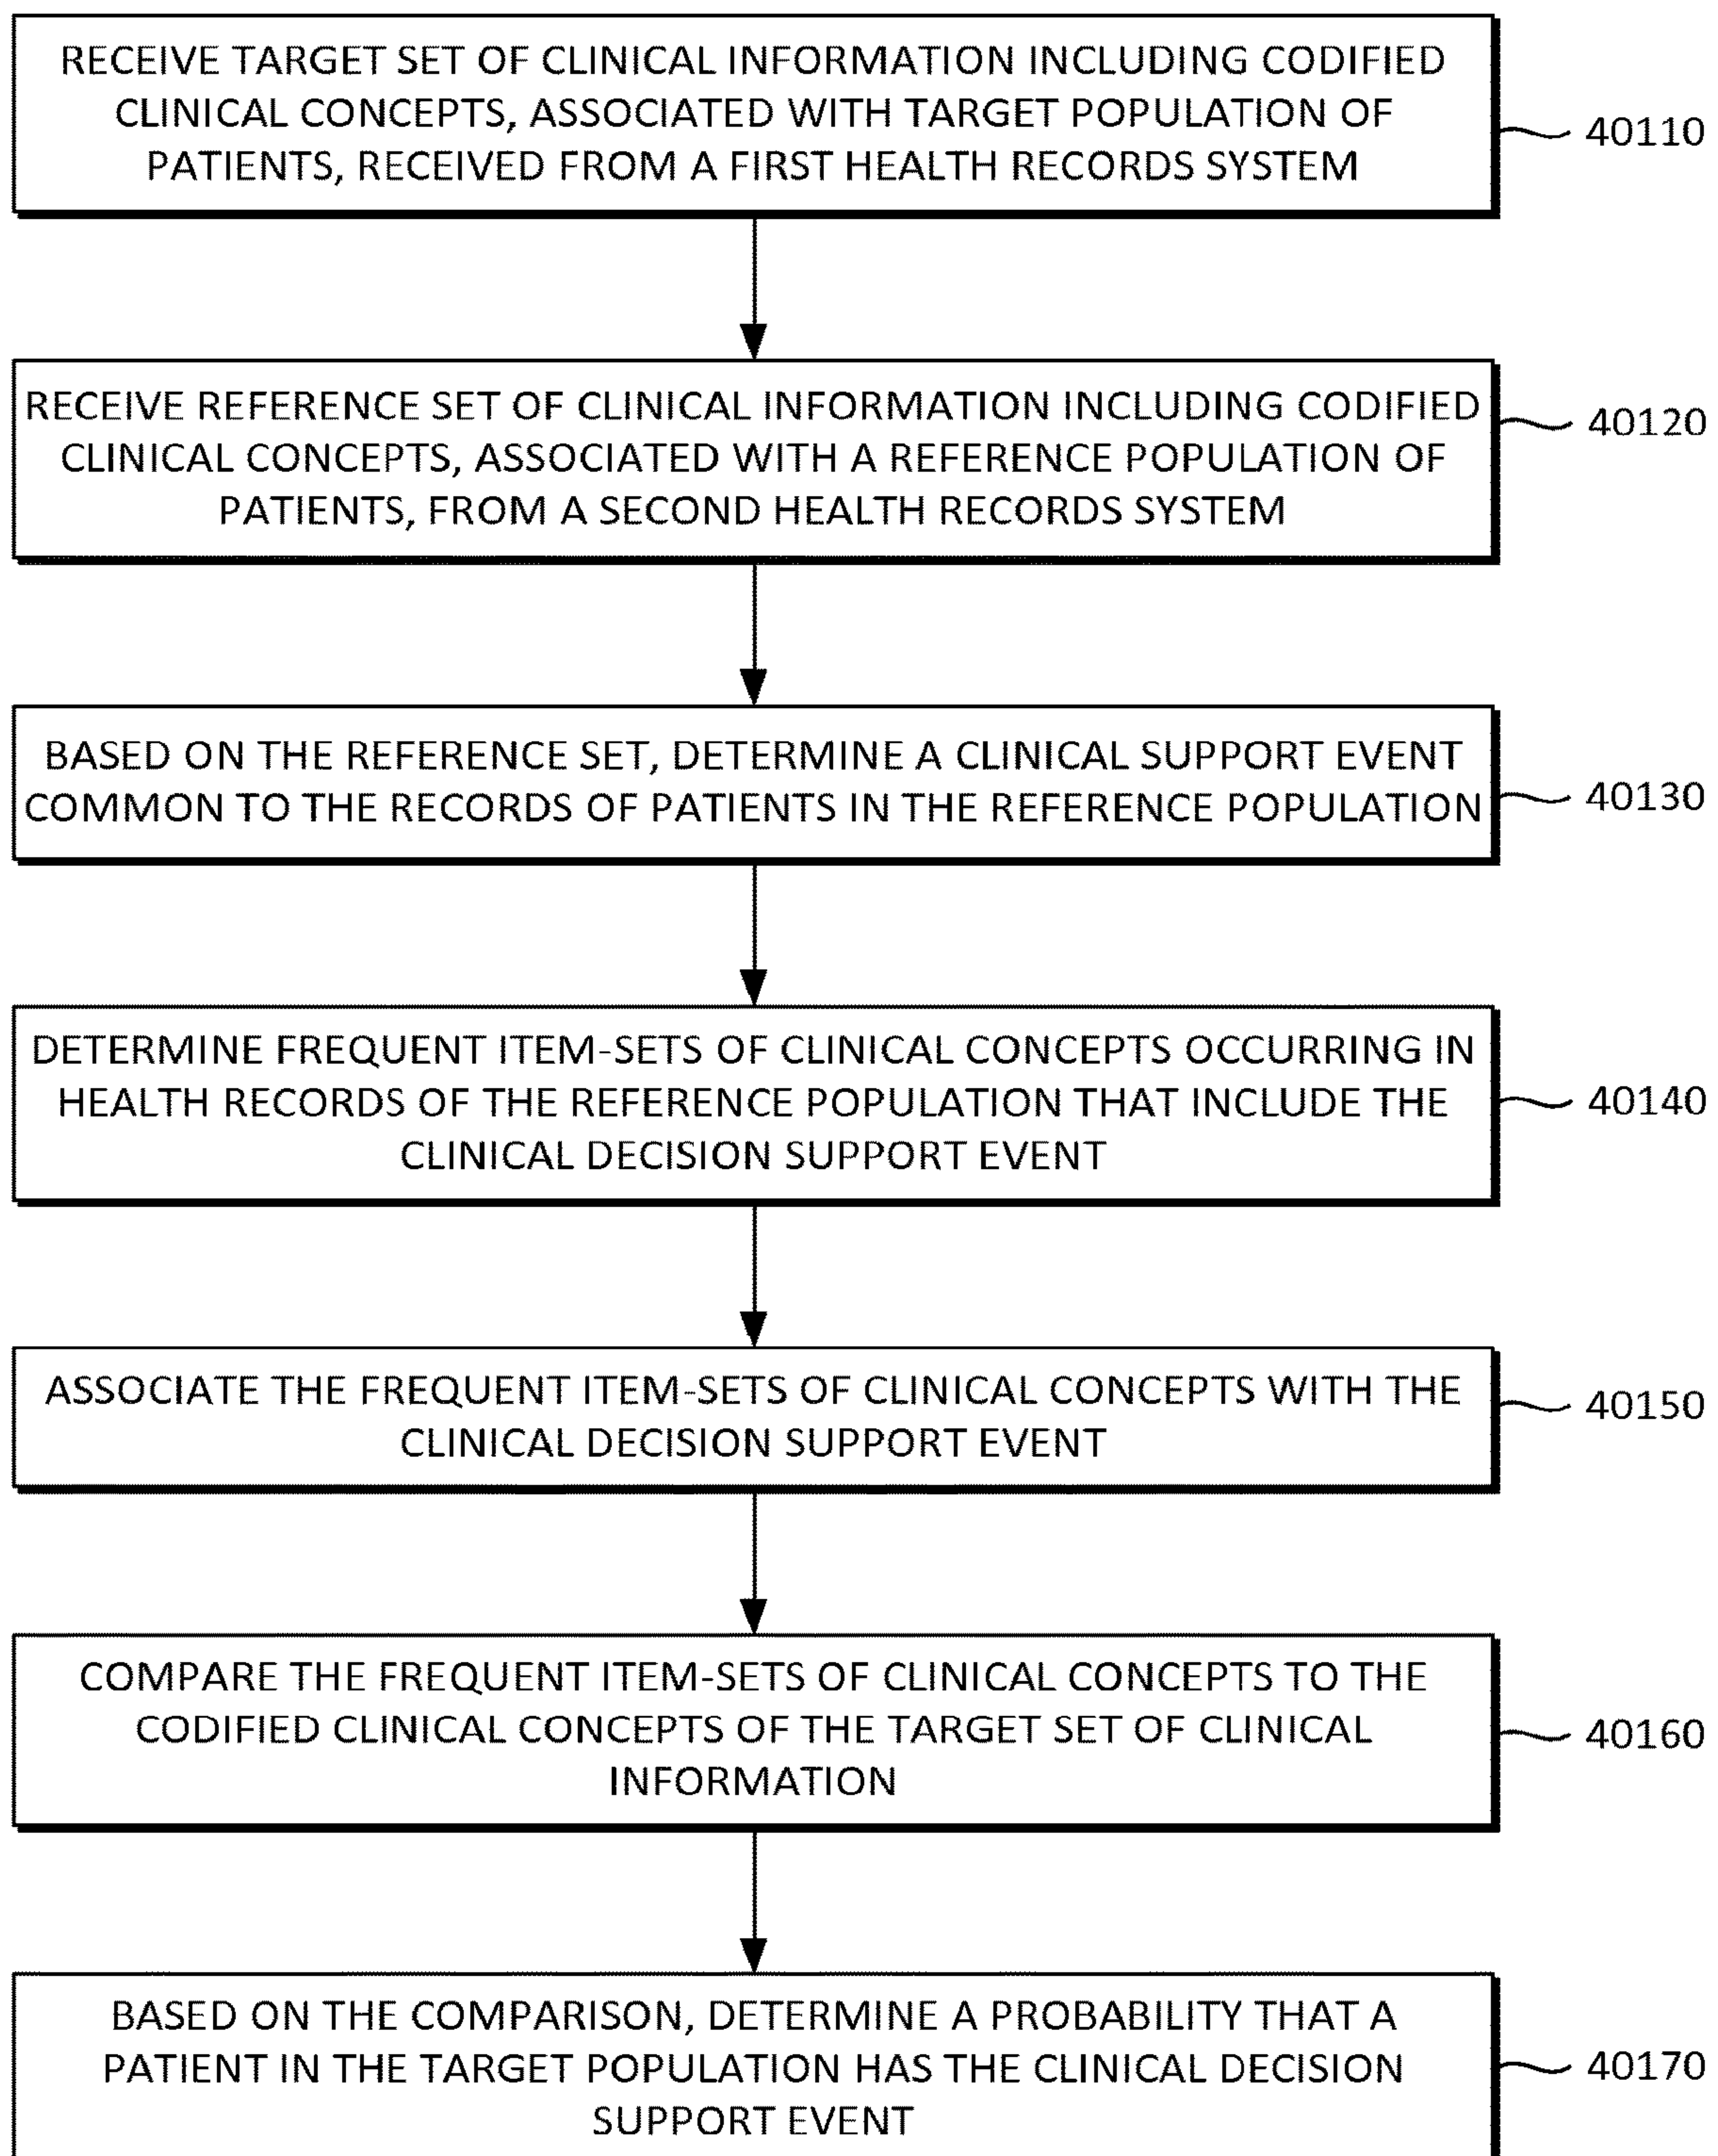 RECEIVE TARGET SET OF CLINICAL INFORMATION INCLUDING CODIFIED
CLINICAL CONCEPTS, ASSOCIATED WITH TARGET POPULATION OF
PATIENTS, RECEIVED FROM A FIRST HEALTH RECORDS SYSTEM
40110
RECEIVE REFERENCE SET OF CLINICAL INFORMATION INCLUDING CODIFIED
CLINICAL CONCEPTS, ASSOCIATED WITH A REFERENCE POPULATION OF
PATIENTS, FROM A SECOND HEALTH RECORDS SYSTEM
40120
BASED ON THE REFERENCE SET, DETERMINE A CLINICAL SUPPORT EVENT
COMMON TO THE RECORDS OF PATIENTS IN THE REFERENCE POPULATION
40130
DETERMINE FREQUENT ITEM-SETS OF CLINICAL CONCEPTS OCCURRING IN
HEALTH RECORDS OF THE REFERENCE POPULATION THAT INCLUDE THE
CLINICAL DECISION SUPPORT EVENT
40140
ASSOCIATE THE FREQUENT ITEM-SETS OF CLINICAL CONCEPTS WITH THE
CLINICAL DECISION SUPPORT EVENT
40150
COMPARE THE FREQUENT ITEM-SETS OF CLINICAL CONCEPTS TO THE
CODIFIED CLINICAL CONCEPTS OF THE TARGET SET OF CLINICAL
INFORMATION
40160
BASED ON THE COMPARISON, DETERMINE A PROBABILITY THAT A
PATIENT IN THE TARGET POPULATION HAS THE CLINICAL DECISION
SUPPORT EVENT
40170